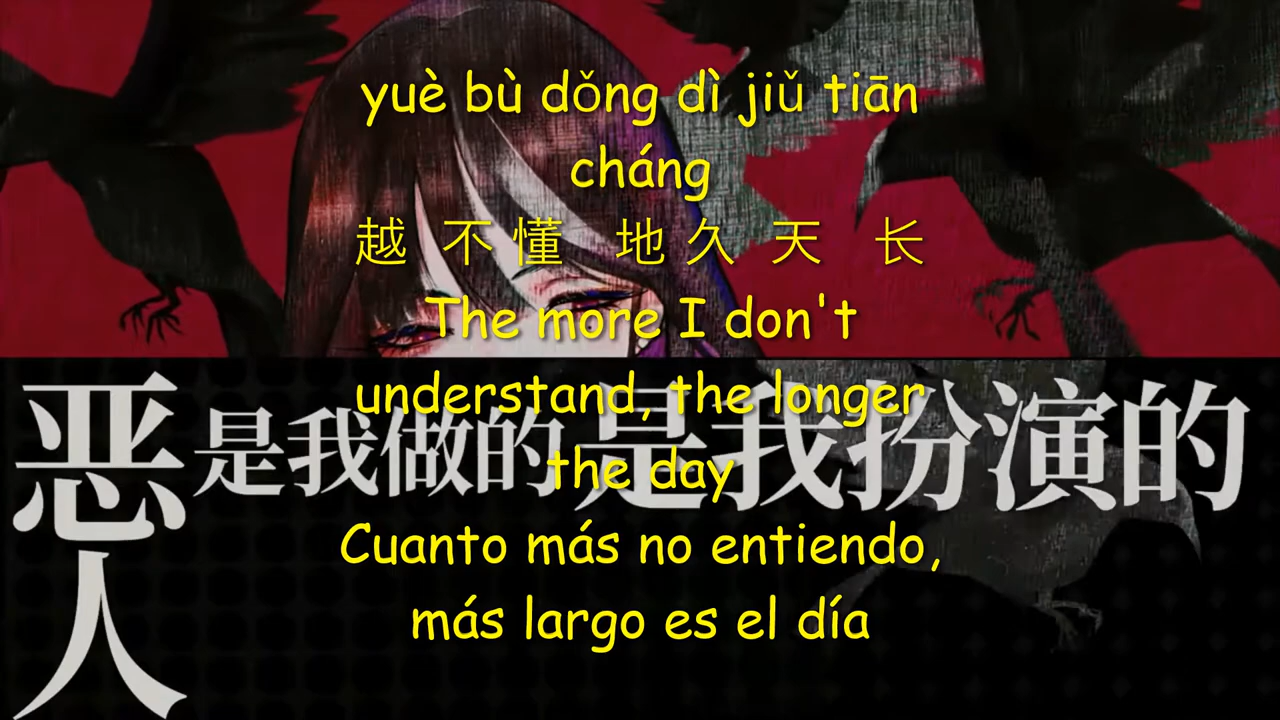 yuè bù dǒng dì jiǔ tiān
cháng
越 不 懂 地 久 天 长
The more I don't
understand, the longer
the day
Cuanto más no entiendo,
más largo es el día
恶人
是我做的
是我扮演的